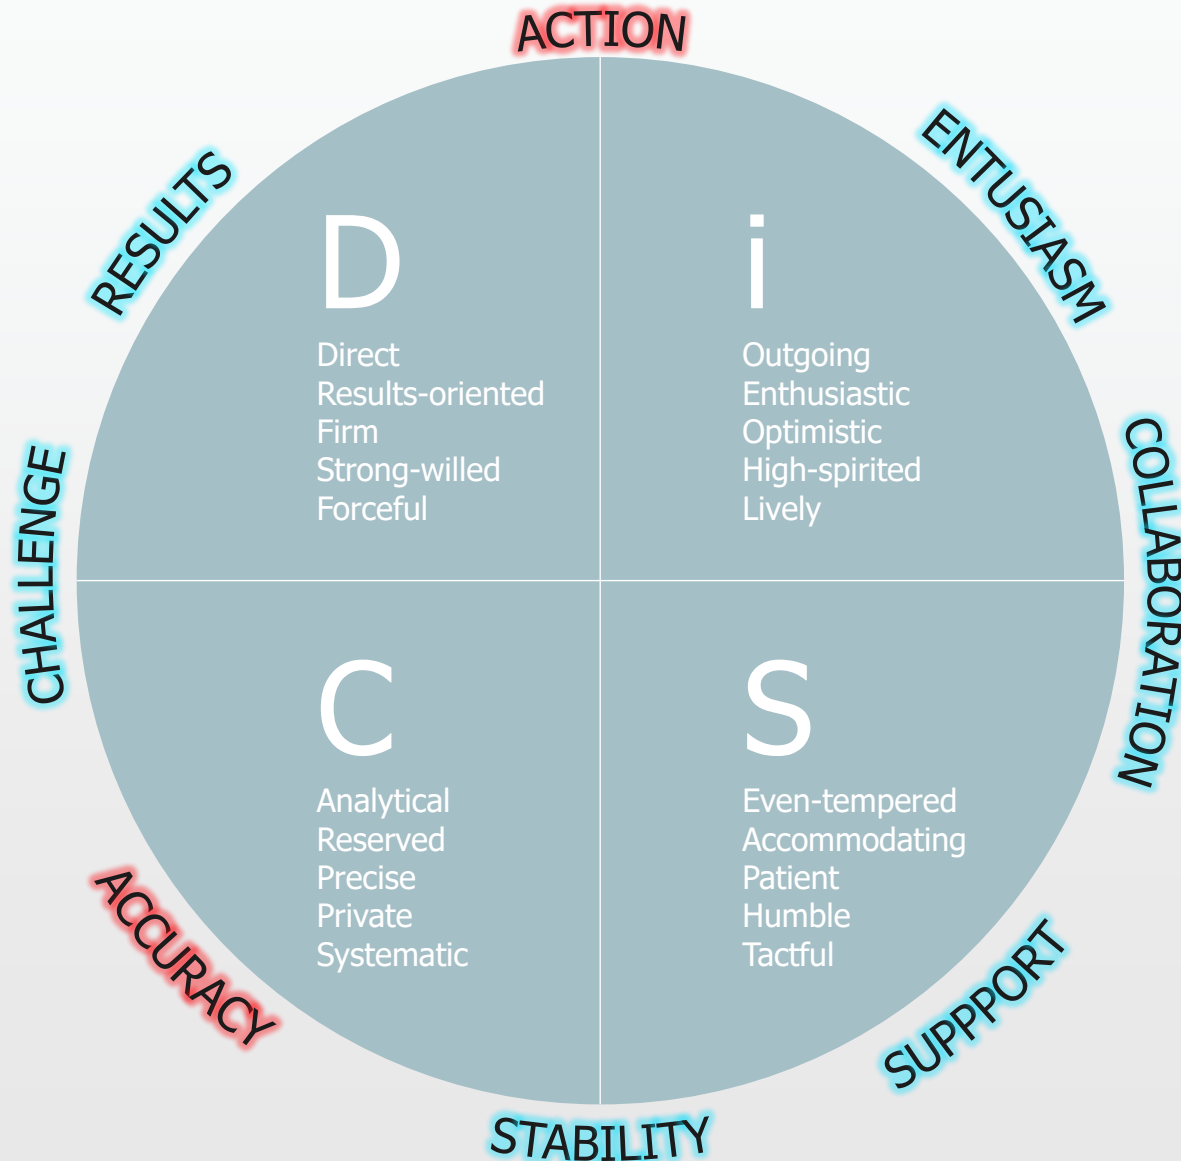 ACTION
RESULTS
ENTUSIASM
D
Direct
Results-oriented
Firm
Strong-willed
Forceful
i
Outgoing
Enthusiastic
Optimistic
High-spirited
Lively
CHALLENGE
COLLABORATION
C
Analytical
Reserved
Precise
Private
Systematic
S
Even-tempered
Accommodating
Patient
Humble
Tactful
ACCURACY
SUPPPORT
STABILITY